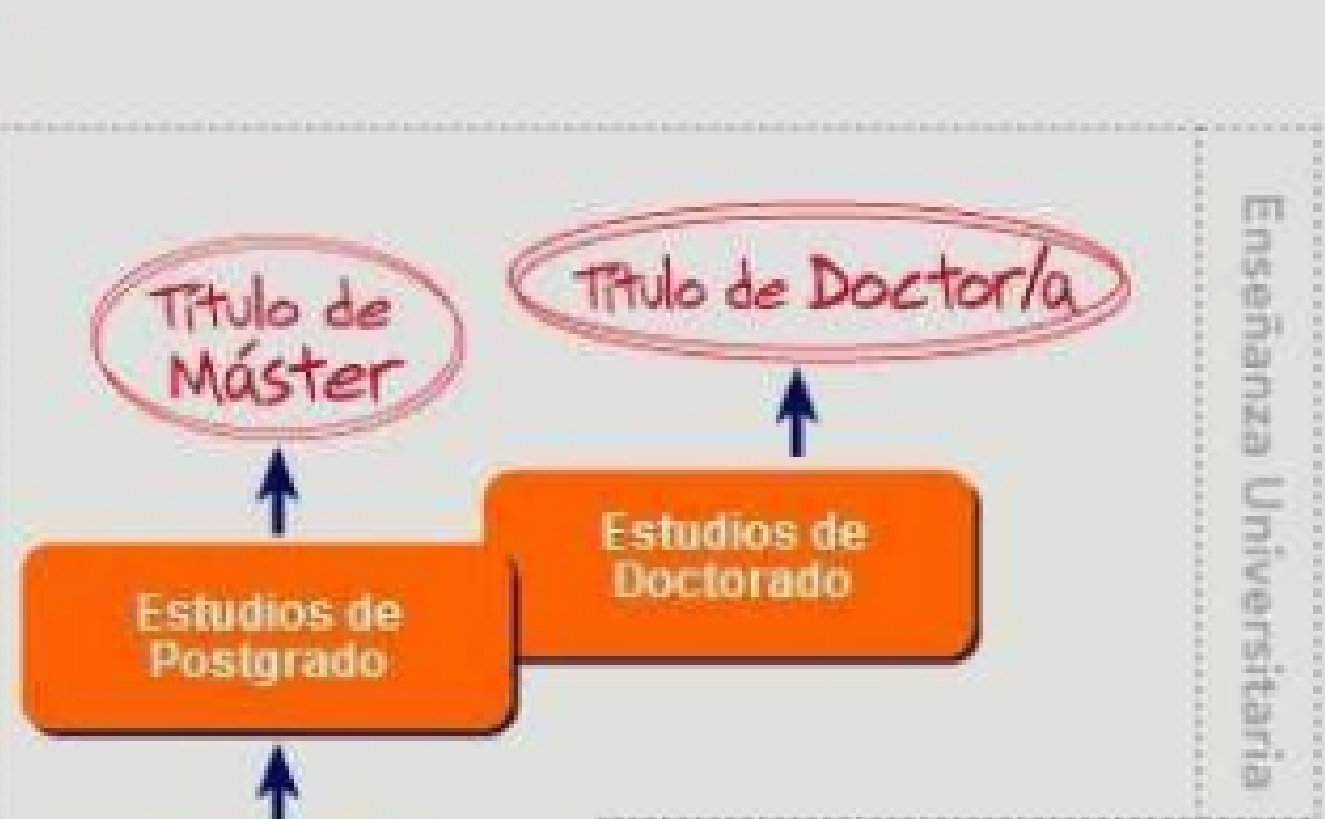 Título de
Máster
Título de Doctor/a
Estudios de
Doctorado
Estudios de
Postgrado
Enseñanza Universitaria